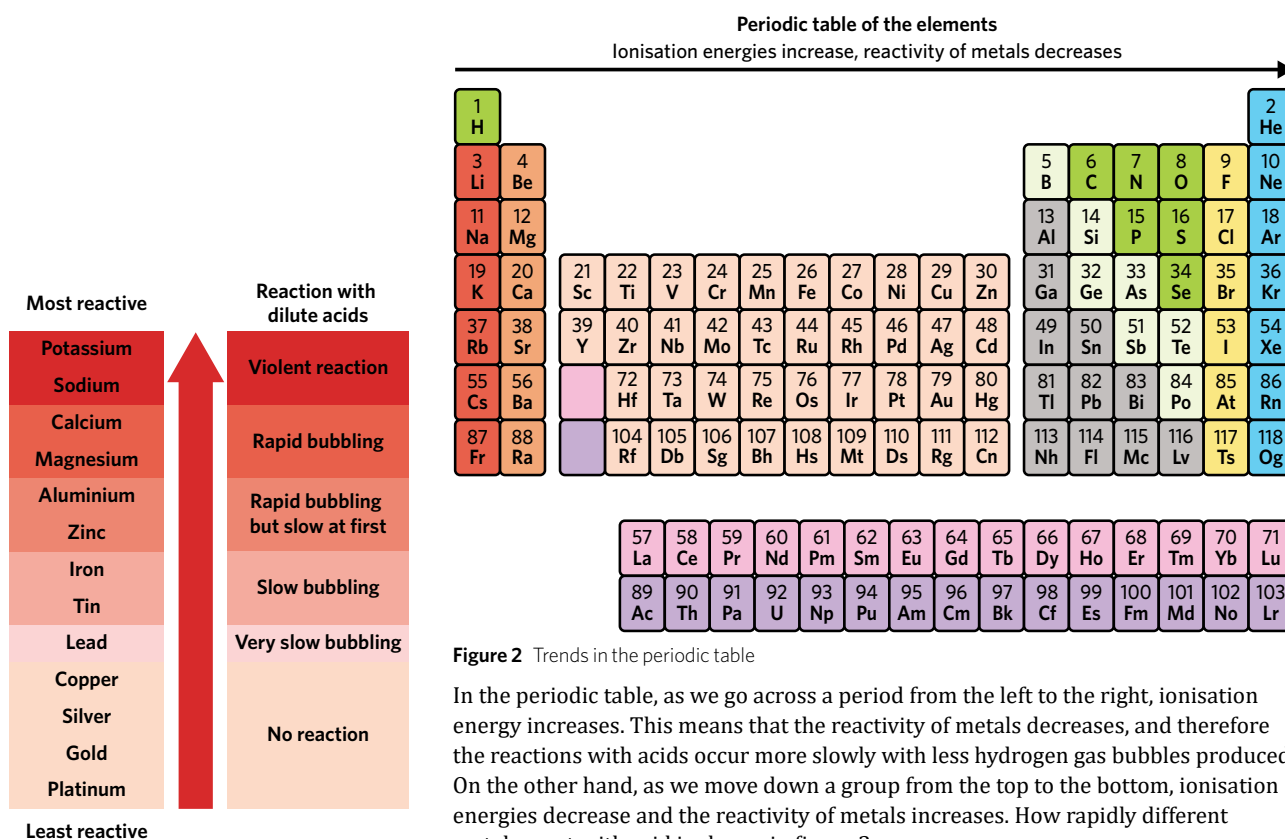 Most reactive
Reaction with
dilute acids
Potassium
Sodium
Violent reaction
Calcium
Magnesium
Rapid bubbling
Aluminium
Zinc
Rapid bubbling
but slow at first
Iron
Tin
Slow bubbling
Lead
Very slow bubbling
Copper
Silver
Gold
Platinum
No reaction
Least reactive
Periodic table of the elements
Ionisation energies increase, reactivity of metals decreases
1 2
H He
3 4 5 6 7 8 9 10
Li Be B C N O F Ne
11 12 13 14 15 16 17 18
Na Mg Al Si P S Cl Ar
19 20 21 22 23 24 25 26 27 28 29 30 31 32 33 34 35 36
K Ca Sc Ti V Cr Mn Fe Co Ni Cu Zn Ga Ge As Se Br Kr
37 38 39 40 41 42 43 44 45 46 47 48 49 50 51 52 53 54
Rb Sr Y Zr Nb Mo Tc Ru Rh Pd Ag Cd In Sn Sb Te I Xe
55 56 72 73 74 75 76 77 78 79 80 81 82 83 84 85 86
Cs Ba Hf Ta W Re Os Ir Pt Au Hg Tl Pb Bi Po At Rn
87 88 104 105 106 107 108 109 110 111 112 113 114 115 116 117 118
Fr Ra Rf Db Sg Bh Hs Mt Ds Rg Cn Nh Fl Mc Lv Ts Og
57 58 59 60 61 62 63 64 65 66 67 68 69 70 71
La Ce Pr Nd Pm Sm Eu Gd Tb Dy Ho Er Tm Yb Lu
89 90 91 92 93 94 95 96 97 98 99 100 101 102 103
Ac Th Pa U Np Pu Am Cm Bk Cf Es Fm Md No Lr
Figure 2 Trends in the periodic table
In the periodic table, as we go across a period from the left to the right, ionisation
energy increases. This means that the reactivity of metals decreases, and therefore
the reactions with acids occur more slowly with less hydrogen gas bubbles produced
On the other hand, as we move down a group from the top to the bottom, ionisation
energies decrease and the reactivity of metals increases. How rapidly different